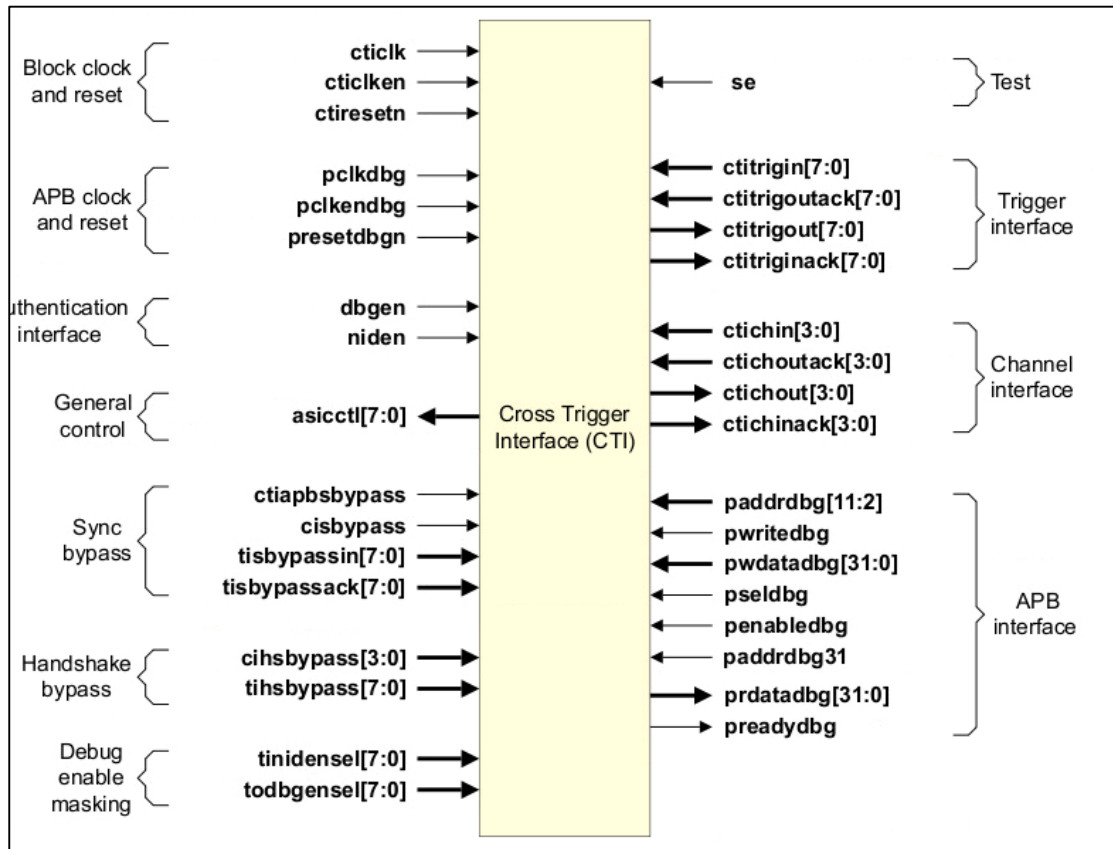 Block clock
and reset
cticlk
cticlken
ctiresetn
APB clock
and reset
pclkdbg
pclkendbg
presetdbgn
uthentication
interface
dbgen
niden
General
control
asicctl[7:0]
Sync
bypass
ctiapbsbypass
cisbypass
tisbypassin[7:0]
tisbypassack[7:0]
Handshake
bypass
cihsbypass[3:0]
tihsbypass[7:0]
Debug
enable
masking
tinidensel[7:0]
todbgensel[7:0]
Cross Trigger
Interface (CTI)
se
Test
ctitrigin[7:0]
ctitrigoutack[7:0]
ctitrigout[7:0]
ctitriginack[7:0]
Trigger
interface
ctichin[3:0]
ctichoutack[3:0]
ctichout[3:0]
ctichinack[3:0]
Channel
interface
paddrdbg[11:2]
pwritedbg
pwdatadbg[31:0]
pseldbg
penabledbg
paddrdbg31
prdatadbg[31:0]
preadydbg
APB
interface